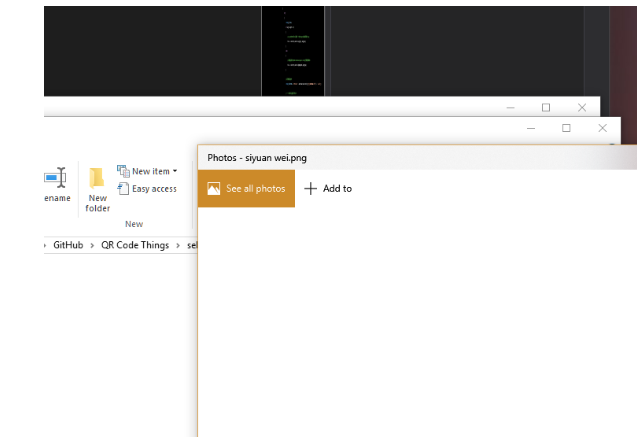 Photos - siyuan wei.png
See all photos
Add to
New item
Easy access
ename
New
folder
New
GitHub > QR Code Things > sel